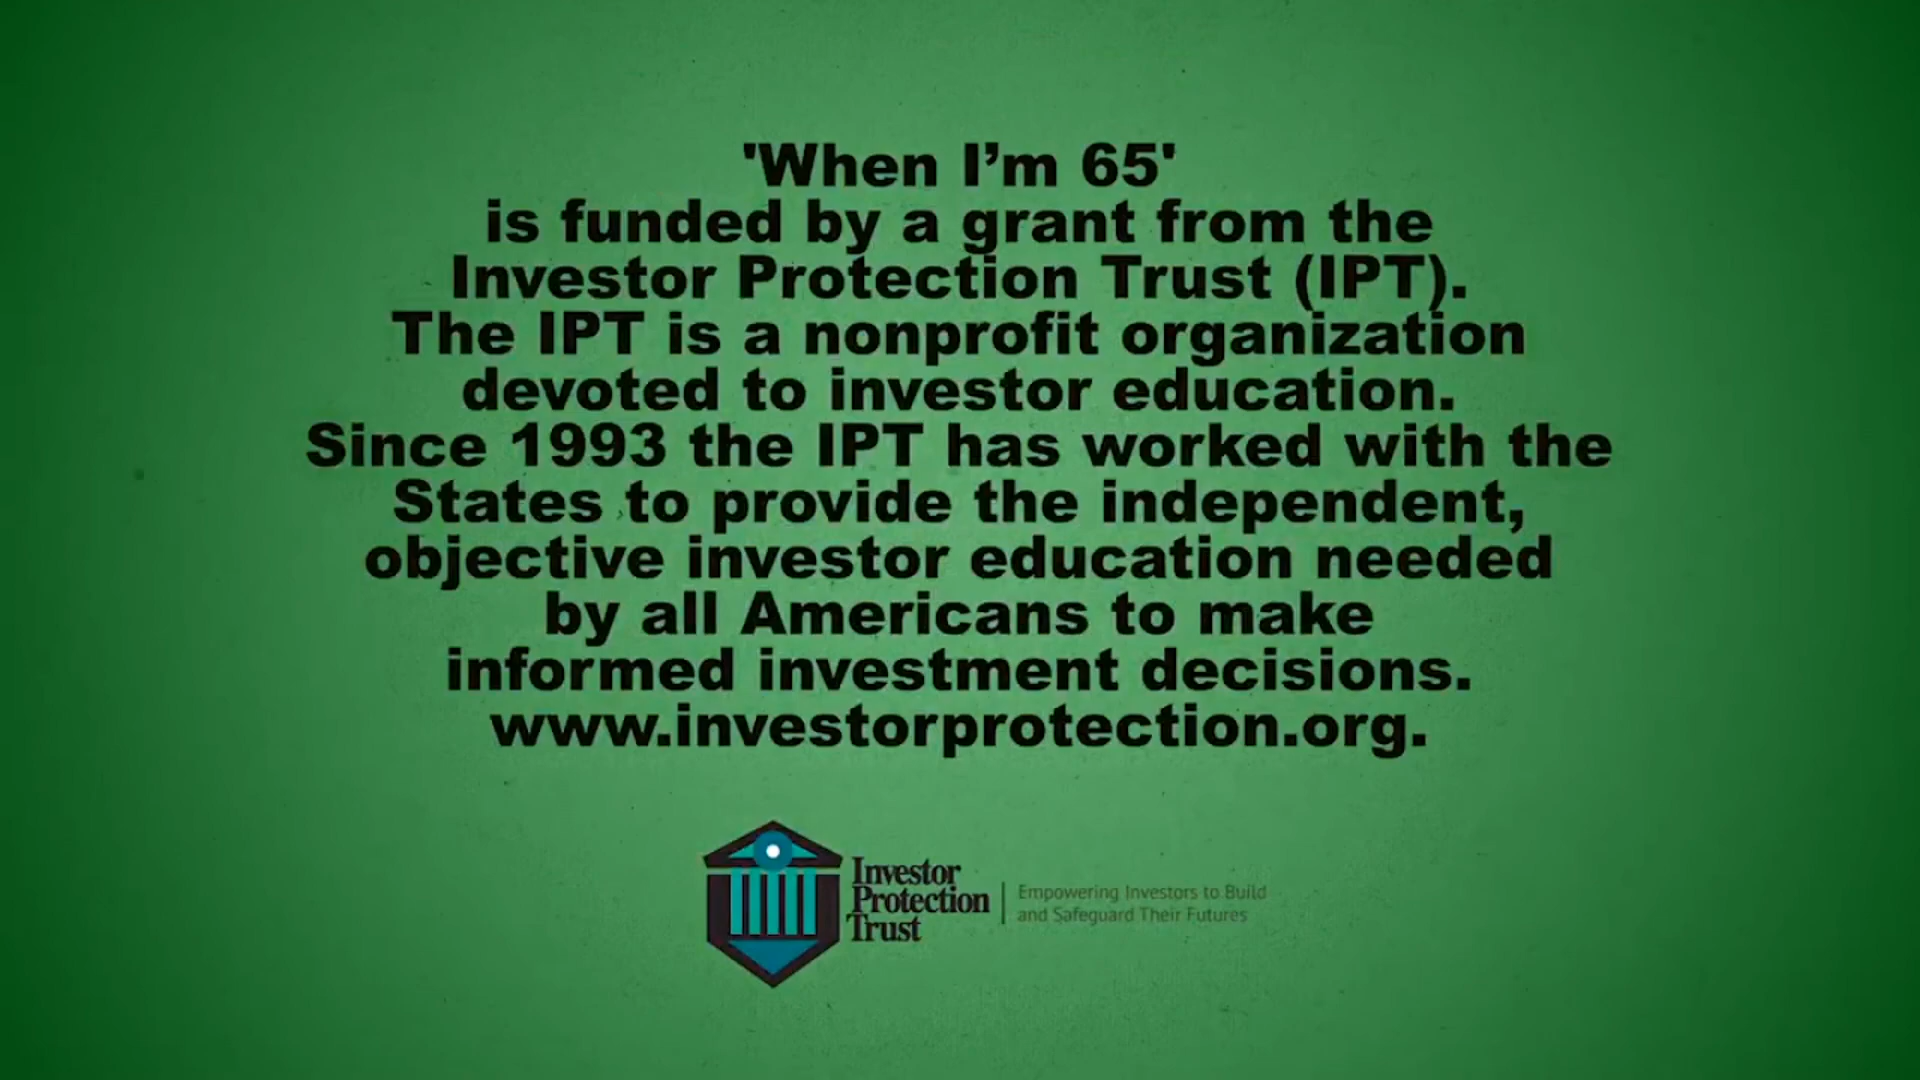 'When I’m 65'
is funded by a grant from the
Investor Protection Trust (IPT).
The IPT is a nonprofit organization
devoted to investor education.
Since 1993 the IPT has worked with the
States to provide the independent,
objective investor education needed
by all Americans to make
informed investment decisions.
www.investorprotection.org.
Investor
Protection
Trust
Empowering Investors to Build
and Safeguard Their Futures